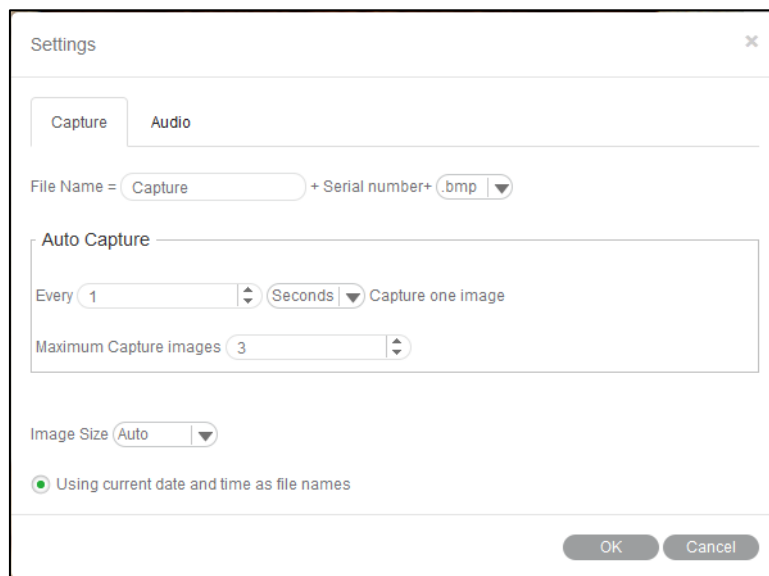 Settings ×
Capture Audio
File Name = Capture + Serial number+ .bmp
Auto Capture
Every 1 Seconds Capture one image
Maximum Capture images 3
Image Size Auto
Using current date and time as file names
OK Cancel